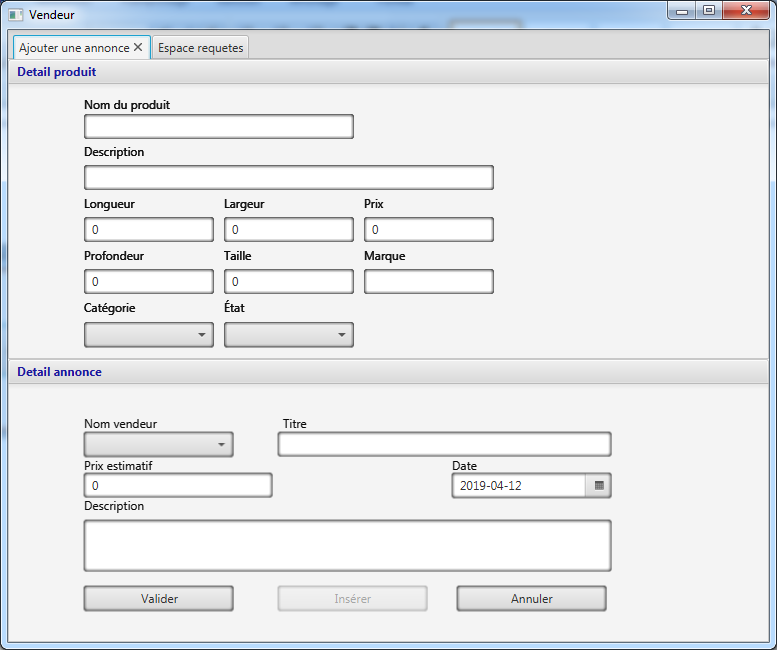 Vendeur
Ajouter une annonce Espace requetes
Detail produit
Nom du produit
Description
Longueur Largeur Prix
0 0 0
Profondeur Taille Marque
0 0
Catégorie État
Detail annonce
Nom vendeur Titre
Prix estimatif Date
0 2019-04-12
Description
Valider Insérer Annuler